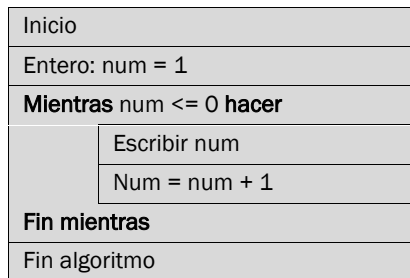 Inicio
Entero: num = 1
Mientras num <= 0 hacer
Escribir num
Num = num + 1
Fin mientras
Fin algoritmo